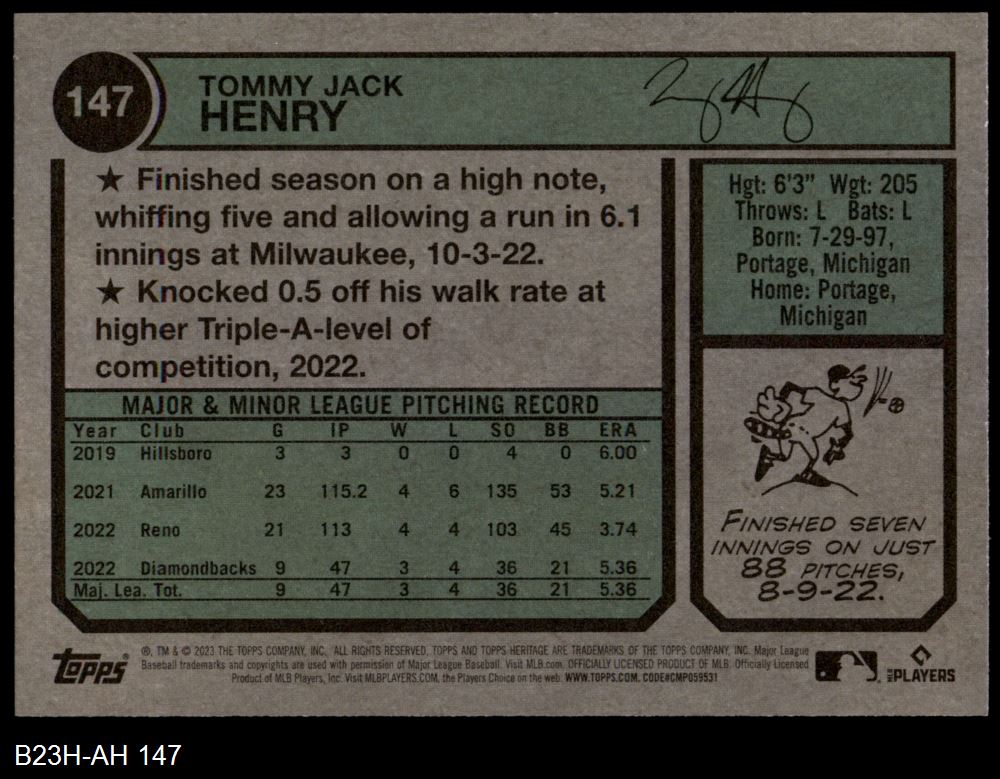 147
TOMMY JACK
HENRY
★ Finished season on a high note,
whiffing five and allowing a run in 6.1
innings at Milwaukee, 10-3-22.
★ Knocked 0.5 off his walk rate at
higher Triple-A-level of
competition, 2022.
Hgt: 6'3" Wgt: 205
Throws: L Bats: L
Born: 7-29-97,
Portage, Michigan
Home: Portage,
Michigan
MAJOR & MINOR LEAGUE PITCHING RECORD
Year Club G IP W L SO BB ERA
2019 Hillsboro 3 3 0 0 4 0 6.00
2021 Amarillo 23 115.2 4 6 135 53 5.21
2022 Reno 21 113 4 4 103 45 3.74
2022 Diamondbacks 9 47 3 4 36 21 5.36
Maj. Lea. Tot. 9 47 3 4 36 21 5.36
FINISHED SEVEN
INNINGS ON JUST
88 PITCHES,
8-9-22.
topps
®, TM & © 2023 THE TOPPS COMPANY, INC. ALL RIGHTS RESERVED. TOPPS AND TOPPS HERITAGE ARE TRADEMARKS OF THE TOPPS COMPANY, INC. Major League
Baseball trademarks and copyrights are used with permission of Major League Baseball. Visit MLB.com. OFFICIALLY LICENSED PRODUCT OF MLB. Officially Licensed
Product of MLB Players, Inc. Visit MLBPLAYERS.COM, the Players Choice on the web. WWW.TOPPS.COM. CODE#CMP059531
MLB PLAYERS
B23H-AH 147